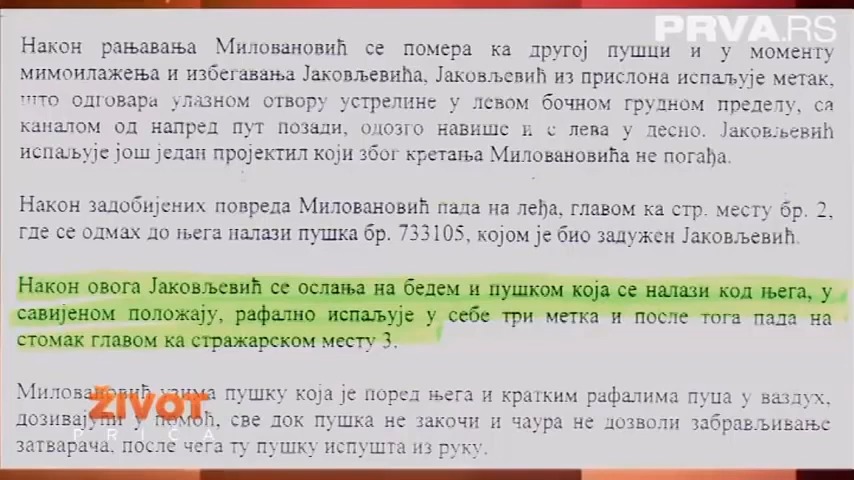 PRVA.RS
Након рањавања Миловановић се помера ка другој пушци и у моменту
мимоилажења и избегавања Јаковљевића, Јаковљевић из прислона испаљује метак,
што одговара улазном отвору устрелине у левом бочном грудном пределу, са
каналом од напред пут позади, одозго навише и с лева у десно. Јаковљевић
испаљује још један пројектил који због кретања Миловановића не погађа.
Након задобијених повреда Миловановић пада на леђа, главом ка стр. месту бр. 2,
где се одмах до њега налази пушка бр. 733105, којом је био задужен Јаковљевић.
Након овога Јаковљевић се ослања на бедем и пушком која се налази код њега, у
савијеном положају, рафално испаљује у себе три метка и после тога пада на
стомак главом ка стражарском месту 3.
Миловановић узима пушку која је поред њега и кратким рафалима пуца у ваздух,
дозивајући у помоћ, све док пушка не закочи и чаура не дозволи забрављивање
затварача, после чега ту пушку испушта из руку.
ŽIVOT
PRIČA